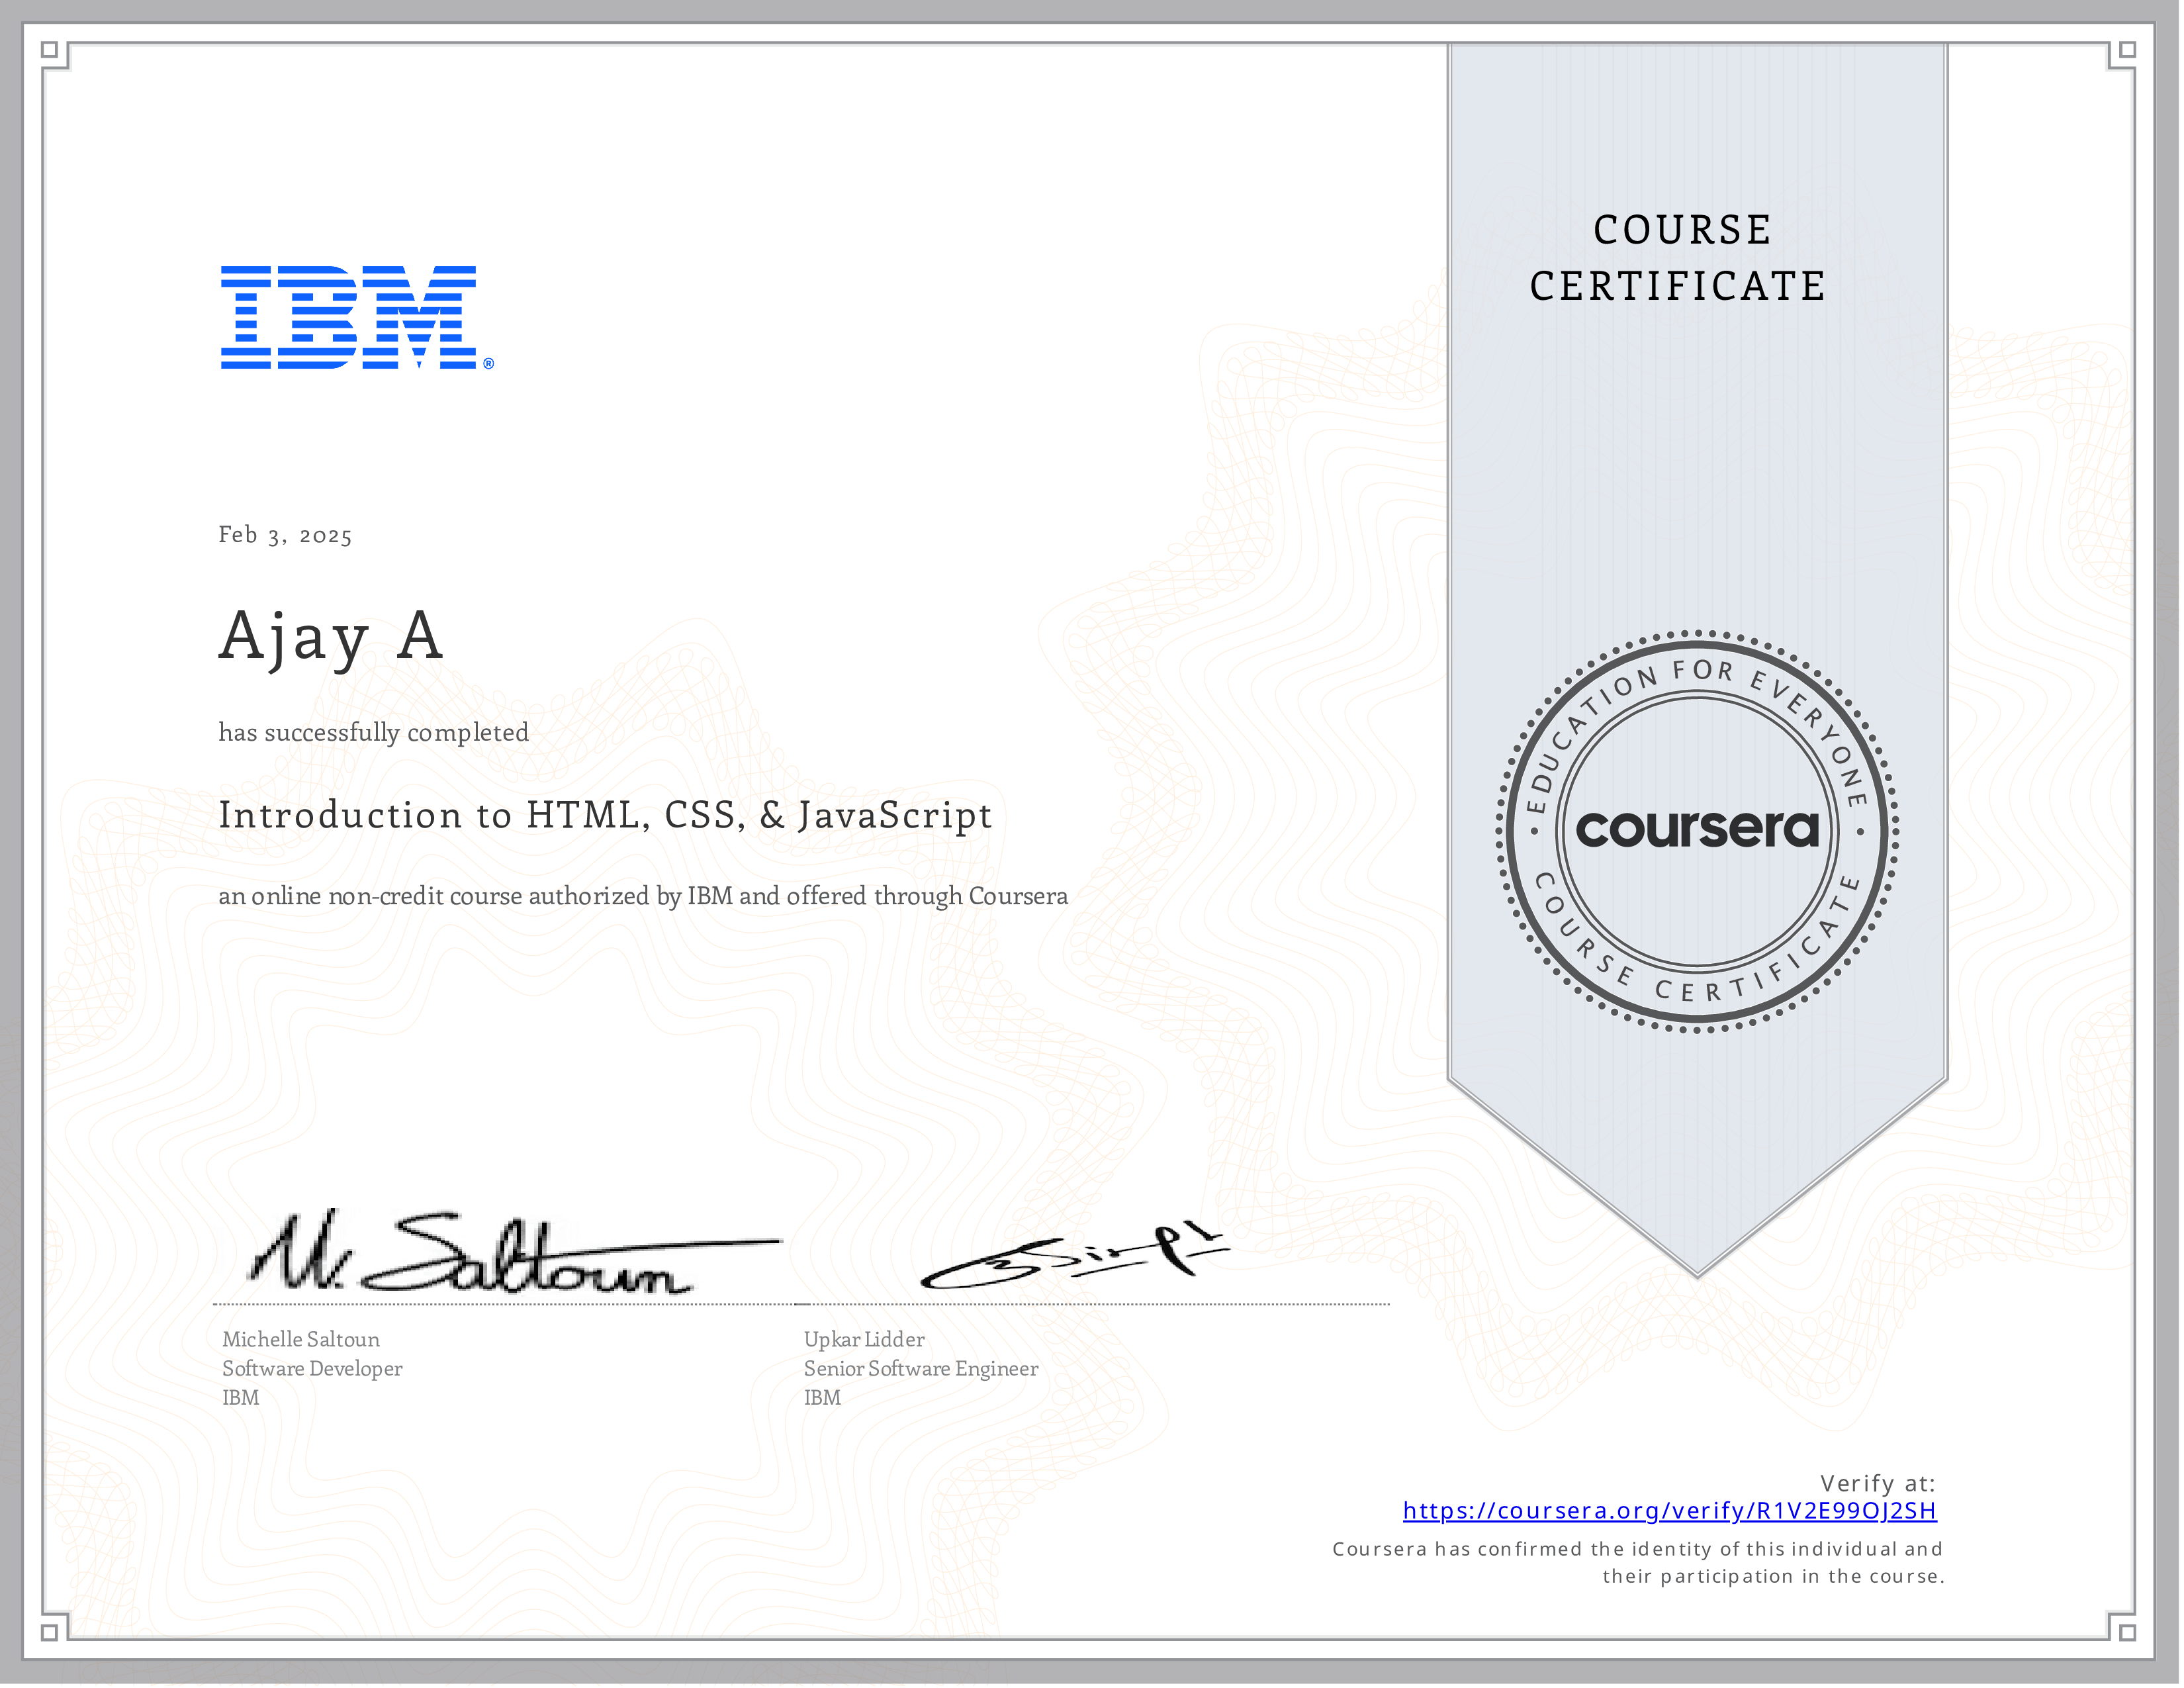 IBM®
COURSE
CERTIFICATE
Feb 3, 2025
Ajay A
has successfully completed
Introduction to HTML, CSS, & JavaScript
an online non-credit course authorized by IBM and offered through Coursera
EDUCATION FOR EVERYONE
coursera
COURSE CERTIFICATE
M. Saltoun
Michelle Saltoun
Software Developer
IBM
Upkar Lidder
Senior Software Engineer
IBM
Verify at:
https://coursera.org/verify/R1V2E99OJ2SH
Coursera has confirmed the identity of this individual and
their participation in the course.